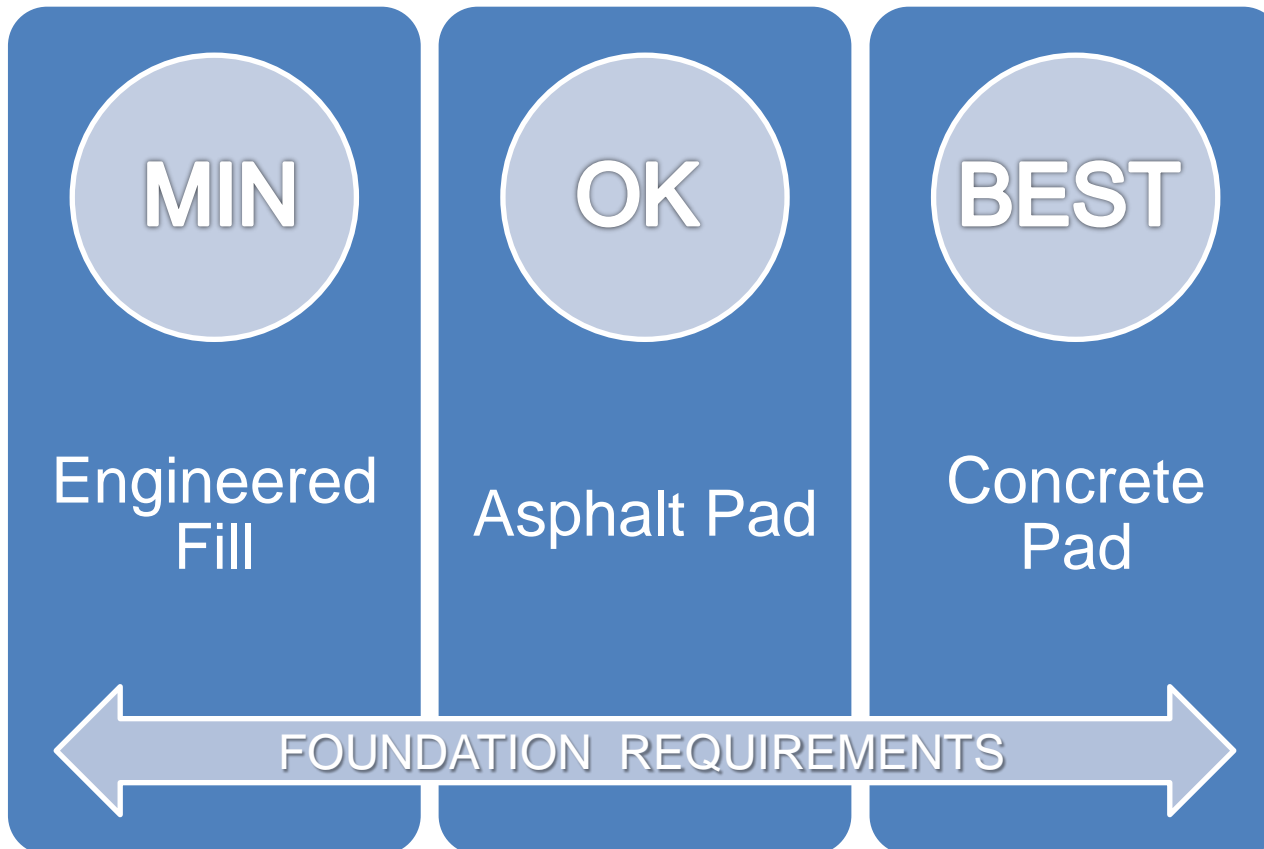 MIN
Engineered
Fill
OK
Asphalt Pad
BEST
Concrete
Pad
FOUNDATION REQUIREMENTS